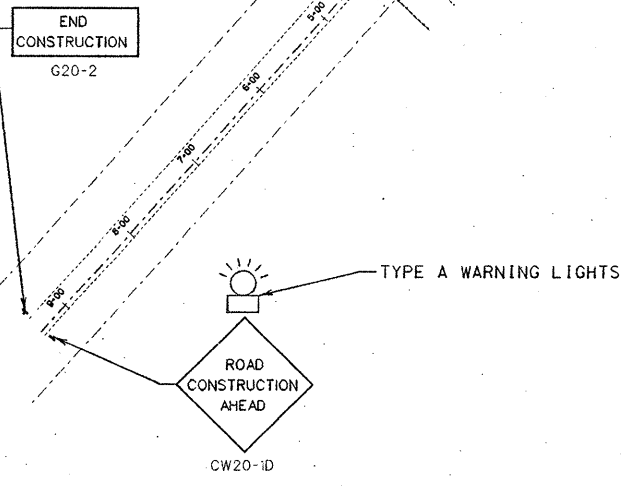 END
CONSTRUCTION
G20-2
5+00
6+00
7+00
8+00
9+00
TYPE A WARNING LIGHTS
ROAD
CONSTRUCTION
AHEAD
CW20-1D